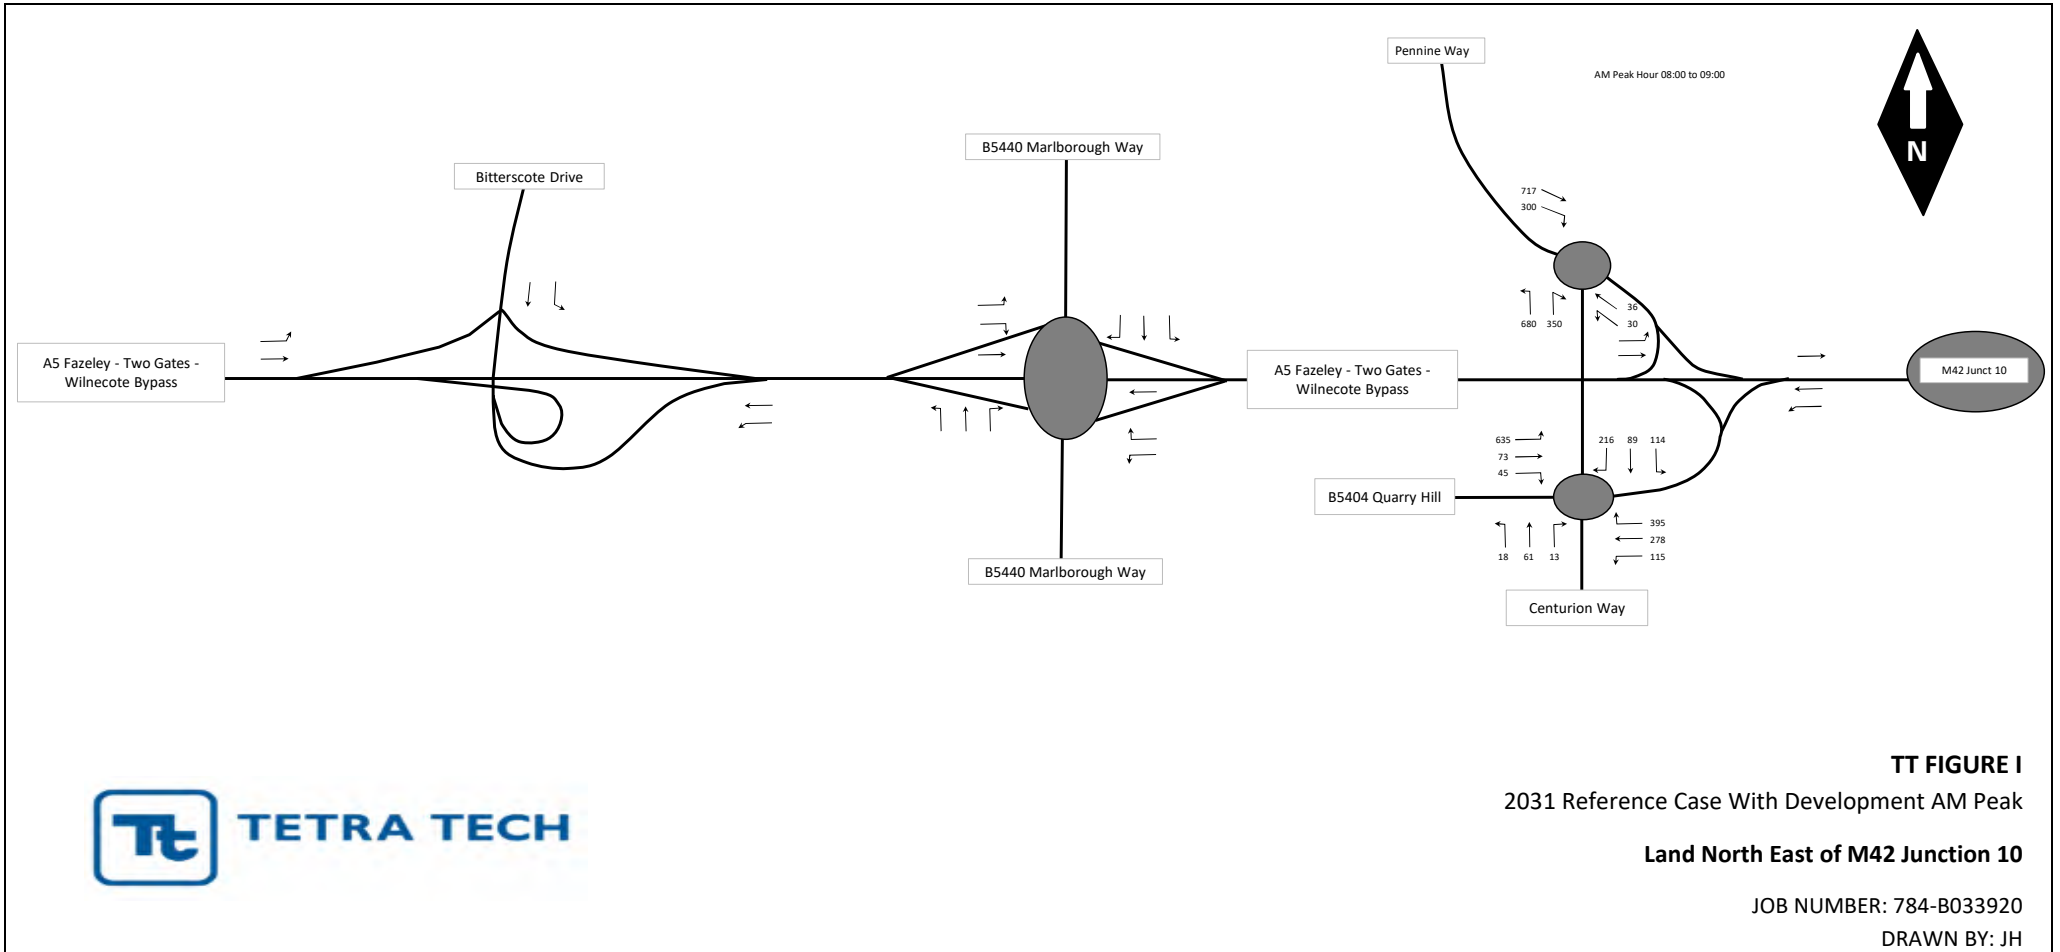 Pennine Way
AM Peak Hour 08:00 to 09:00
N
B5440 Marlborough Way
Bitterscote Drive
717
300
36
680 350
30
A5 Fazeley - Two Gates -
Wilnecote Bypass
A5 Fazeley - Two Gates -
Wilnecote Bypass
M42 Junct 10
635
73
45
216 89 114
B5404 Quarry Hill
395
278
115
18 61 13
B5440 Marlborough Way
Centurion Way
TT FIGURE I
2031 Reference Case With Development AM Peak
Land North East of M42 Junction 10
JOB NUMBER: 784-B033920
DRAWN BY: JH
Tt TETRA TECH